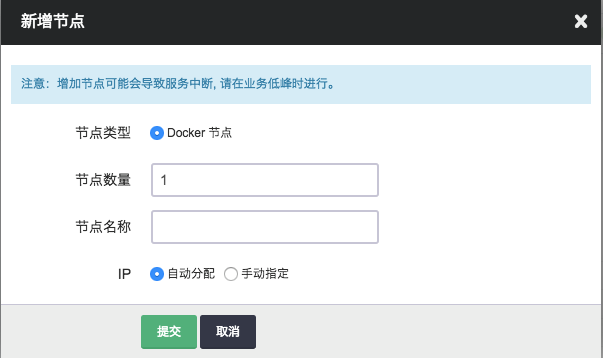 新增节点
注意：增加节点可能会导致服务中断, 请在业务低峰时进行。
节点类型 Docker 节点
节点数量 1
节点名称
IP 自动分配 手动指定
提交 取消